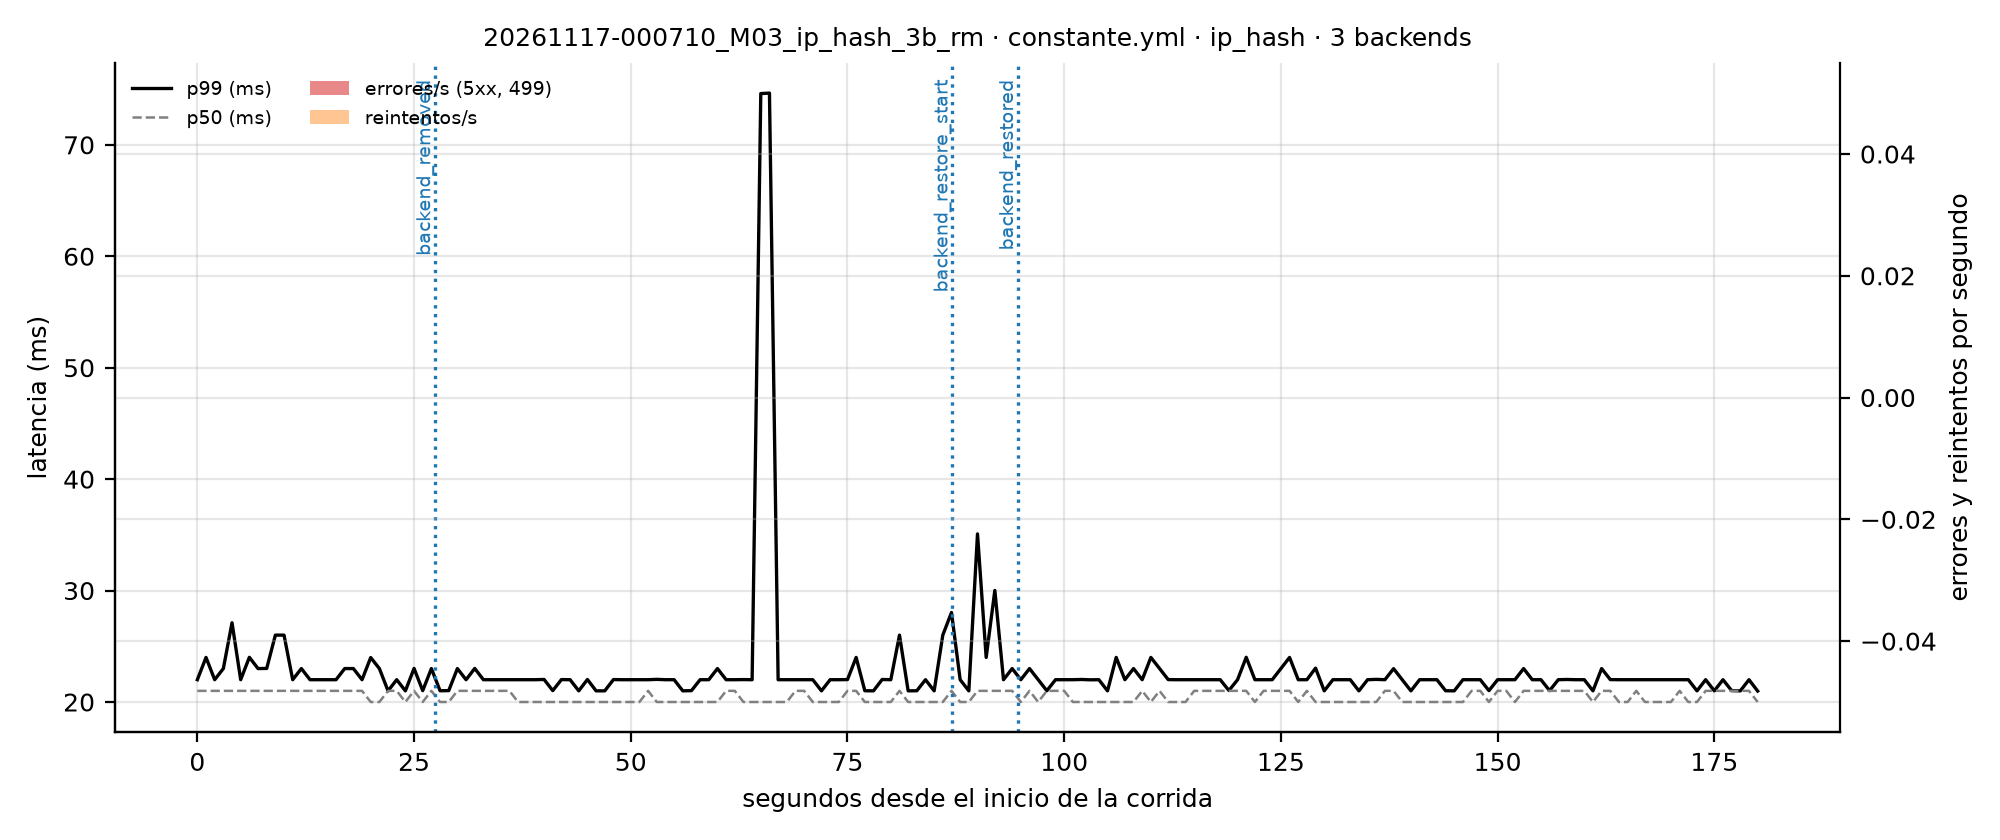 20261117-000710_M03_ip_hash_3b_rm · constante.yml · ip_hash · 3 backends
p99 (ms)
p50 (ms)
errores/s (5xx, 499)
reintentos/s
backend_removed
backend_restore_start
backend_restored
latencia (ms)
70
60
50
40
30
20
0.04
0.02
0.00
−0.02
−0.04
errores y reintentos por segundo
0
25
50
75
100
125
150
175
segundos desde el inicio de la corrida